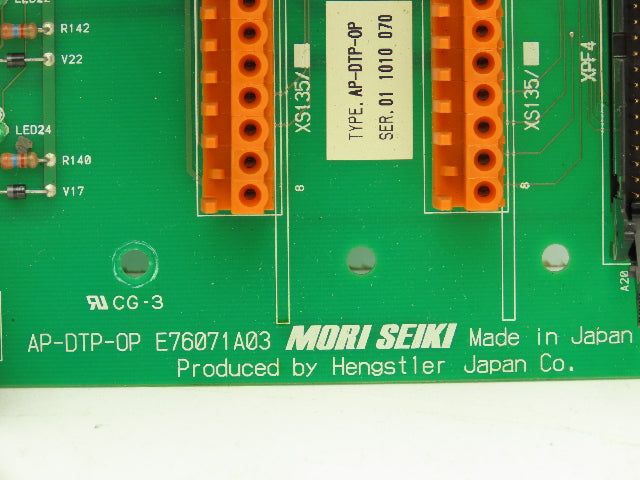 R142
V22
LED24
R140
V17
XS135/
8
TYPE. AP-DTP-OP
SER. 01 1010 070
XS135/
8
XPF4
A20
CG-3
AP-DTP-OP E76071A03 MORI SEIKI Made in Japan
Produced by Hengstler Japan Co.